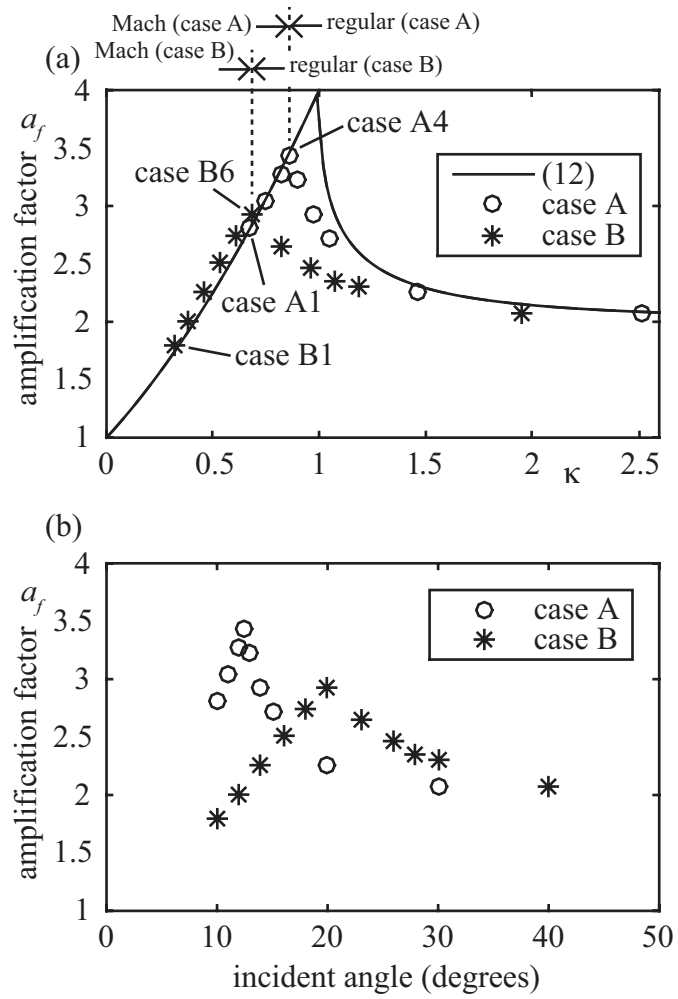 Mach (case A) regular (case A)
Mach (case B) regular (case B)
(a)
4
3.5
3
2.5
2
1.5
1
amplification factor a_f
case A4
case B6
case A1
case B1
(12)
case A
case B
0 0.5 1 1.5 2 2.5
κ
(b)
4
3.5
3
2.5
2
1.5
1
amplification factor a_f
case A
case B
0 10 20 30 40 50
incident angle (degrees)